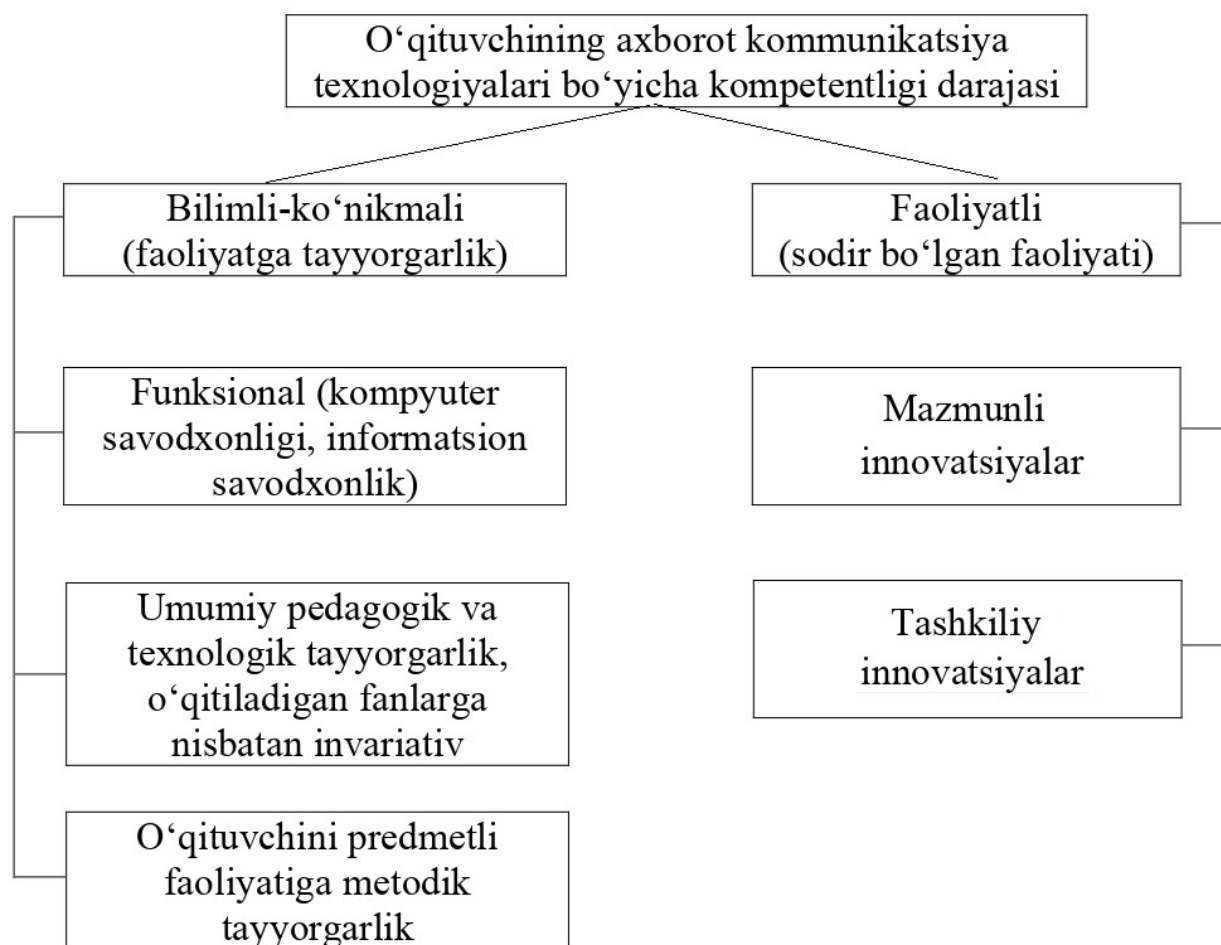 O‘qituvchining axborot kommunikatsiya
texnologiyalari bo‘yicha kompetentligi darajasi
Bilimli-ko‘nikmali
(faoliyatga tayyorgarlik)
Faoliyatli
(sodir bo‘lgan faoliyati)
Funksional (kompyuter
savodxonligi, informatsion
savodxonlik)
Mazmunli
innovatsiyalar
Umumiy pedagogik va
texnologik tayyorgarlik,
o‘qitiladigan fanlarga
nisbatan invariativ
Tashkiliy
innovatsiyalar
O‘qituvchini predmetli
faoliyatiga metodik
tayyorgarlik